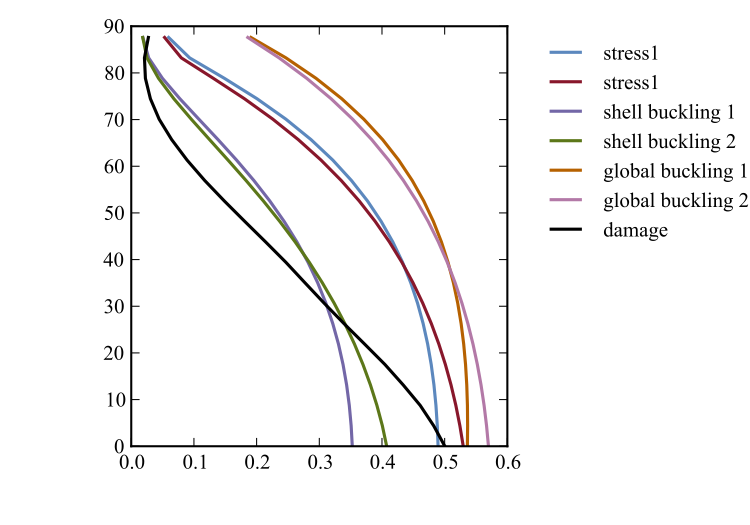 90
80
70
60
50
40
30
20
10
0
0.0 0.1 0.2 0.3 0.4 0.5 0.6
stress1
stress1
shell buckling 1
shell buckling 2
global buckling 1
global buckling 2
damage